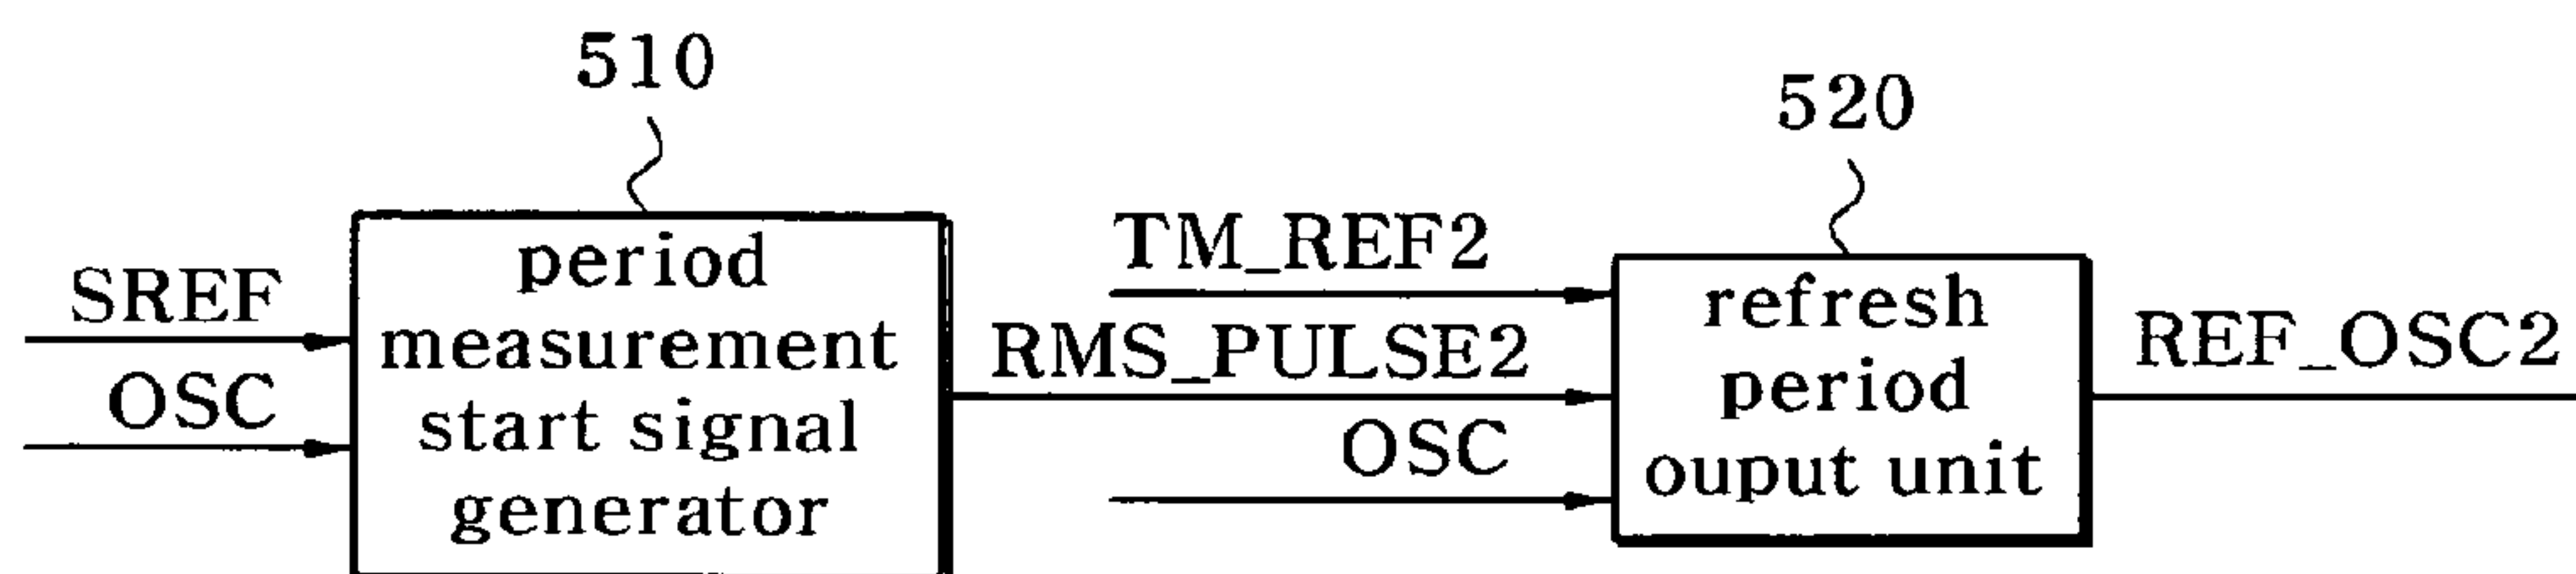 510
520
SREF
OSC
period
measurement
start signal
generator
TM_REF2
RMS_PULSE2
OSC
refresh
period
ouput unit
REF_OSC2